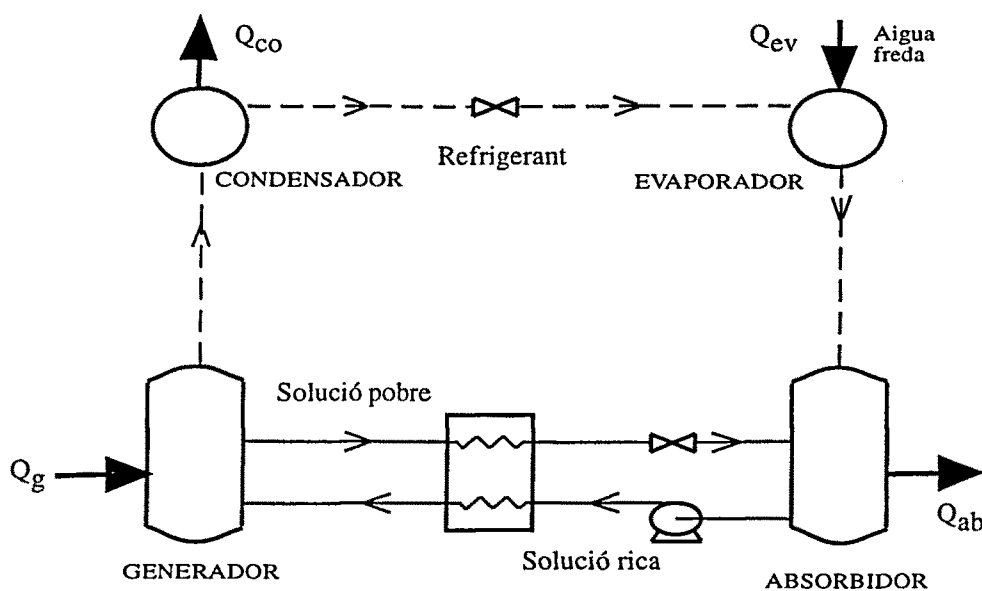 Qco
Qev
Aigua
freda
CONDENSADOR
Refrigerant
EVAPORADOR
Solució pobre
Qg
Qab
GENERADOR
Solució rica
ABSORBIDOR